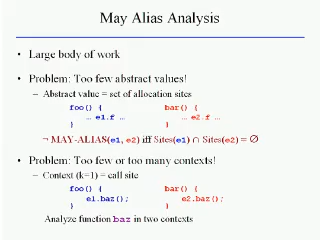 May Alias Analysis
• Large body of work
• Problem: Too few abstract values!
– Abstract value = set of allocation sites
foo() { bar() {
… e1.f … … e2.f …
} }
¬ MAY-ALIAS(e1, e2) iff Sites(e1) ∩ Sites(e2) = ∅
• Problem: Too few or too many contexts!
– Context (k=1) = call site
foo() { bar() {
e1.baz(); e2.baz();
} }
Analyze function baz in two contexts